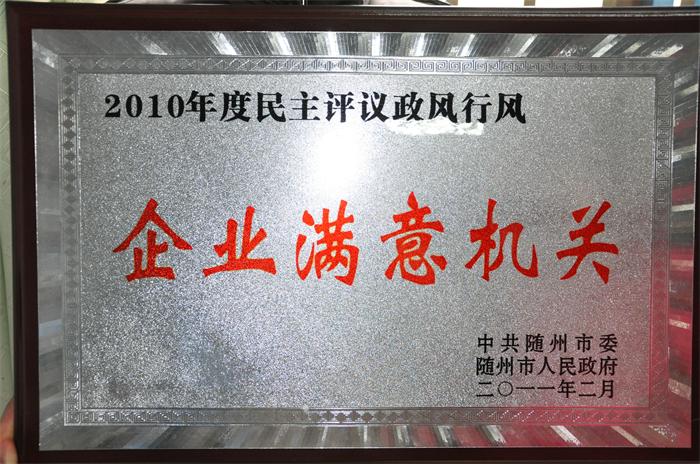 2010年度民主评议政风行风
企业满意机关
中共随州市委
随州市人民政府
二〇一一年二月